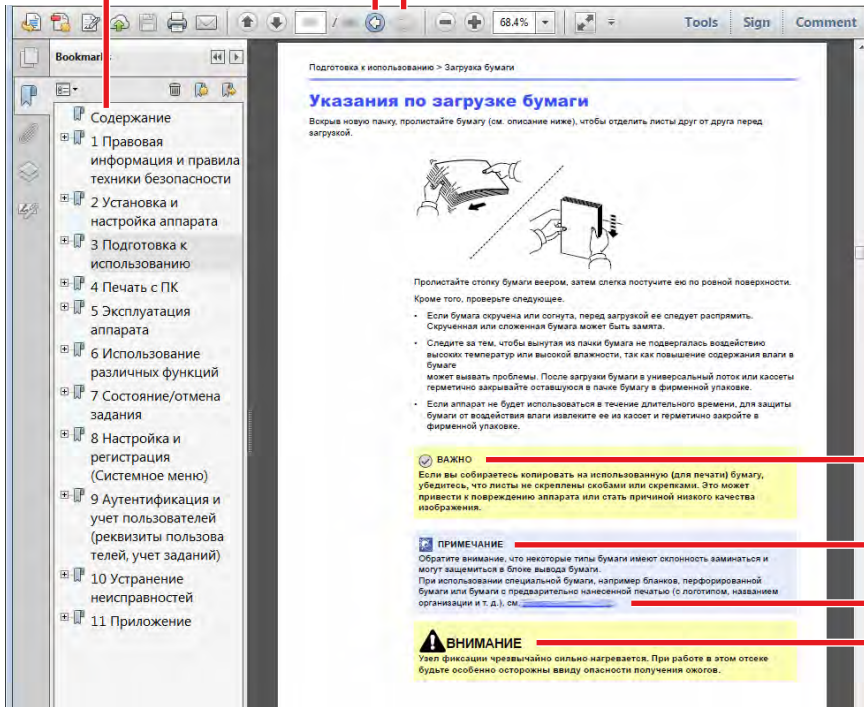 /
68,4%
Tools Sign Comment
Bookmarks
Содержание
1 Правовая
информация и правила
техники безопасности
2 Установка и
настройка аппарата
3 Подготовка к
использованию
4 Печать с ПК
5 Эксплуатация
аппарата
6 Использование
различных функций
7 Состояние/отмена
задания
8 Настройка и
регистрация
(Системное меню)
9 Аутентификация и
учет пользователей
(реквизиты пользова
телей, учет заданий)
10 Устранение
неисправностей
11 Приложение
Подготовка к использованию > Загрузка бумаги
Указания по загрузке бумаги
Вскрыв новую пачку, пролистайте бумагу (см. описание ниже), чтобы отделить листы друг от друга перед
загрузкой.
Пролистайте стопку бумаги веером, затем слегка постучите ею по ровной поверхности.
Кроме того, проверьте следующее.
• Если бумага скручена или согнута, перед загрузкой ее следует распрямить.
Скрученная или сложенная бумага может быть замята.
• Следите за тем, чтобы вынутая из пачки бумага не подвергалась воздействию
высоких температур или высокой влажности, так как повышение содержания влаги в
бумаге
может вызвать проблемы. После загрузки бумаги в универсальный лоток или кассеты
герметично закрывайте оставшуюся в пачке бумагу в фирменной упаковке.
• Если аппарат не будет использоваться в течение длительного времени, для защиты
бумаги от воздействия влаги извлеките ее из кассет и герметично закройте в
фирменной упаковке.
ВАЖНО
Если вы собираетесь копировать на использованную (для печати) бумагу,
убедитесь, что листы не скреплены скобами или скрепками. Это может
привести к повреждению аппарата или стать причиной низкого качества
изображения.
ПРИМЕЧАНИЕ
Обратите внимание, что некоторые типы бумаги имеют склонность заминаться и
могут защемиться в блоке вывода бумаги.
При использовании специальной бумаги, например бланков, перфорированной
бумаги или бумаги с предварительно нанесенной печатью (с логотипом, названием
организации и т. д.), см.
ВНИМАНИЕ
Узел фиксации чрезвычайно сильно нагревается. При работе в этом отсеке
будьте особенно осторожны ввиду опасности получения ожогов.